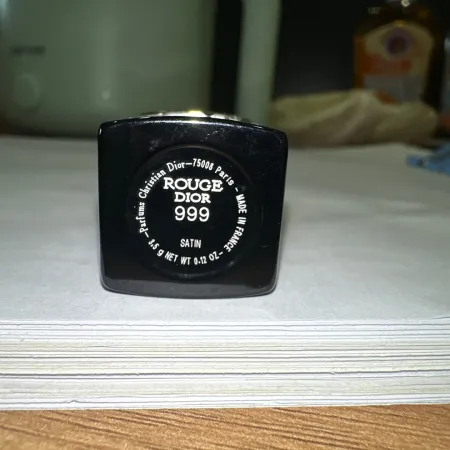 Parfums Christian Dior–75008 Paris – MADE IN FRANCE –
3.5 g NET WT 0.12 OZ –
ROUGE
DIOR
999
SATIN